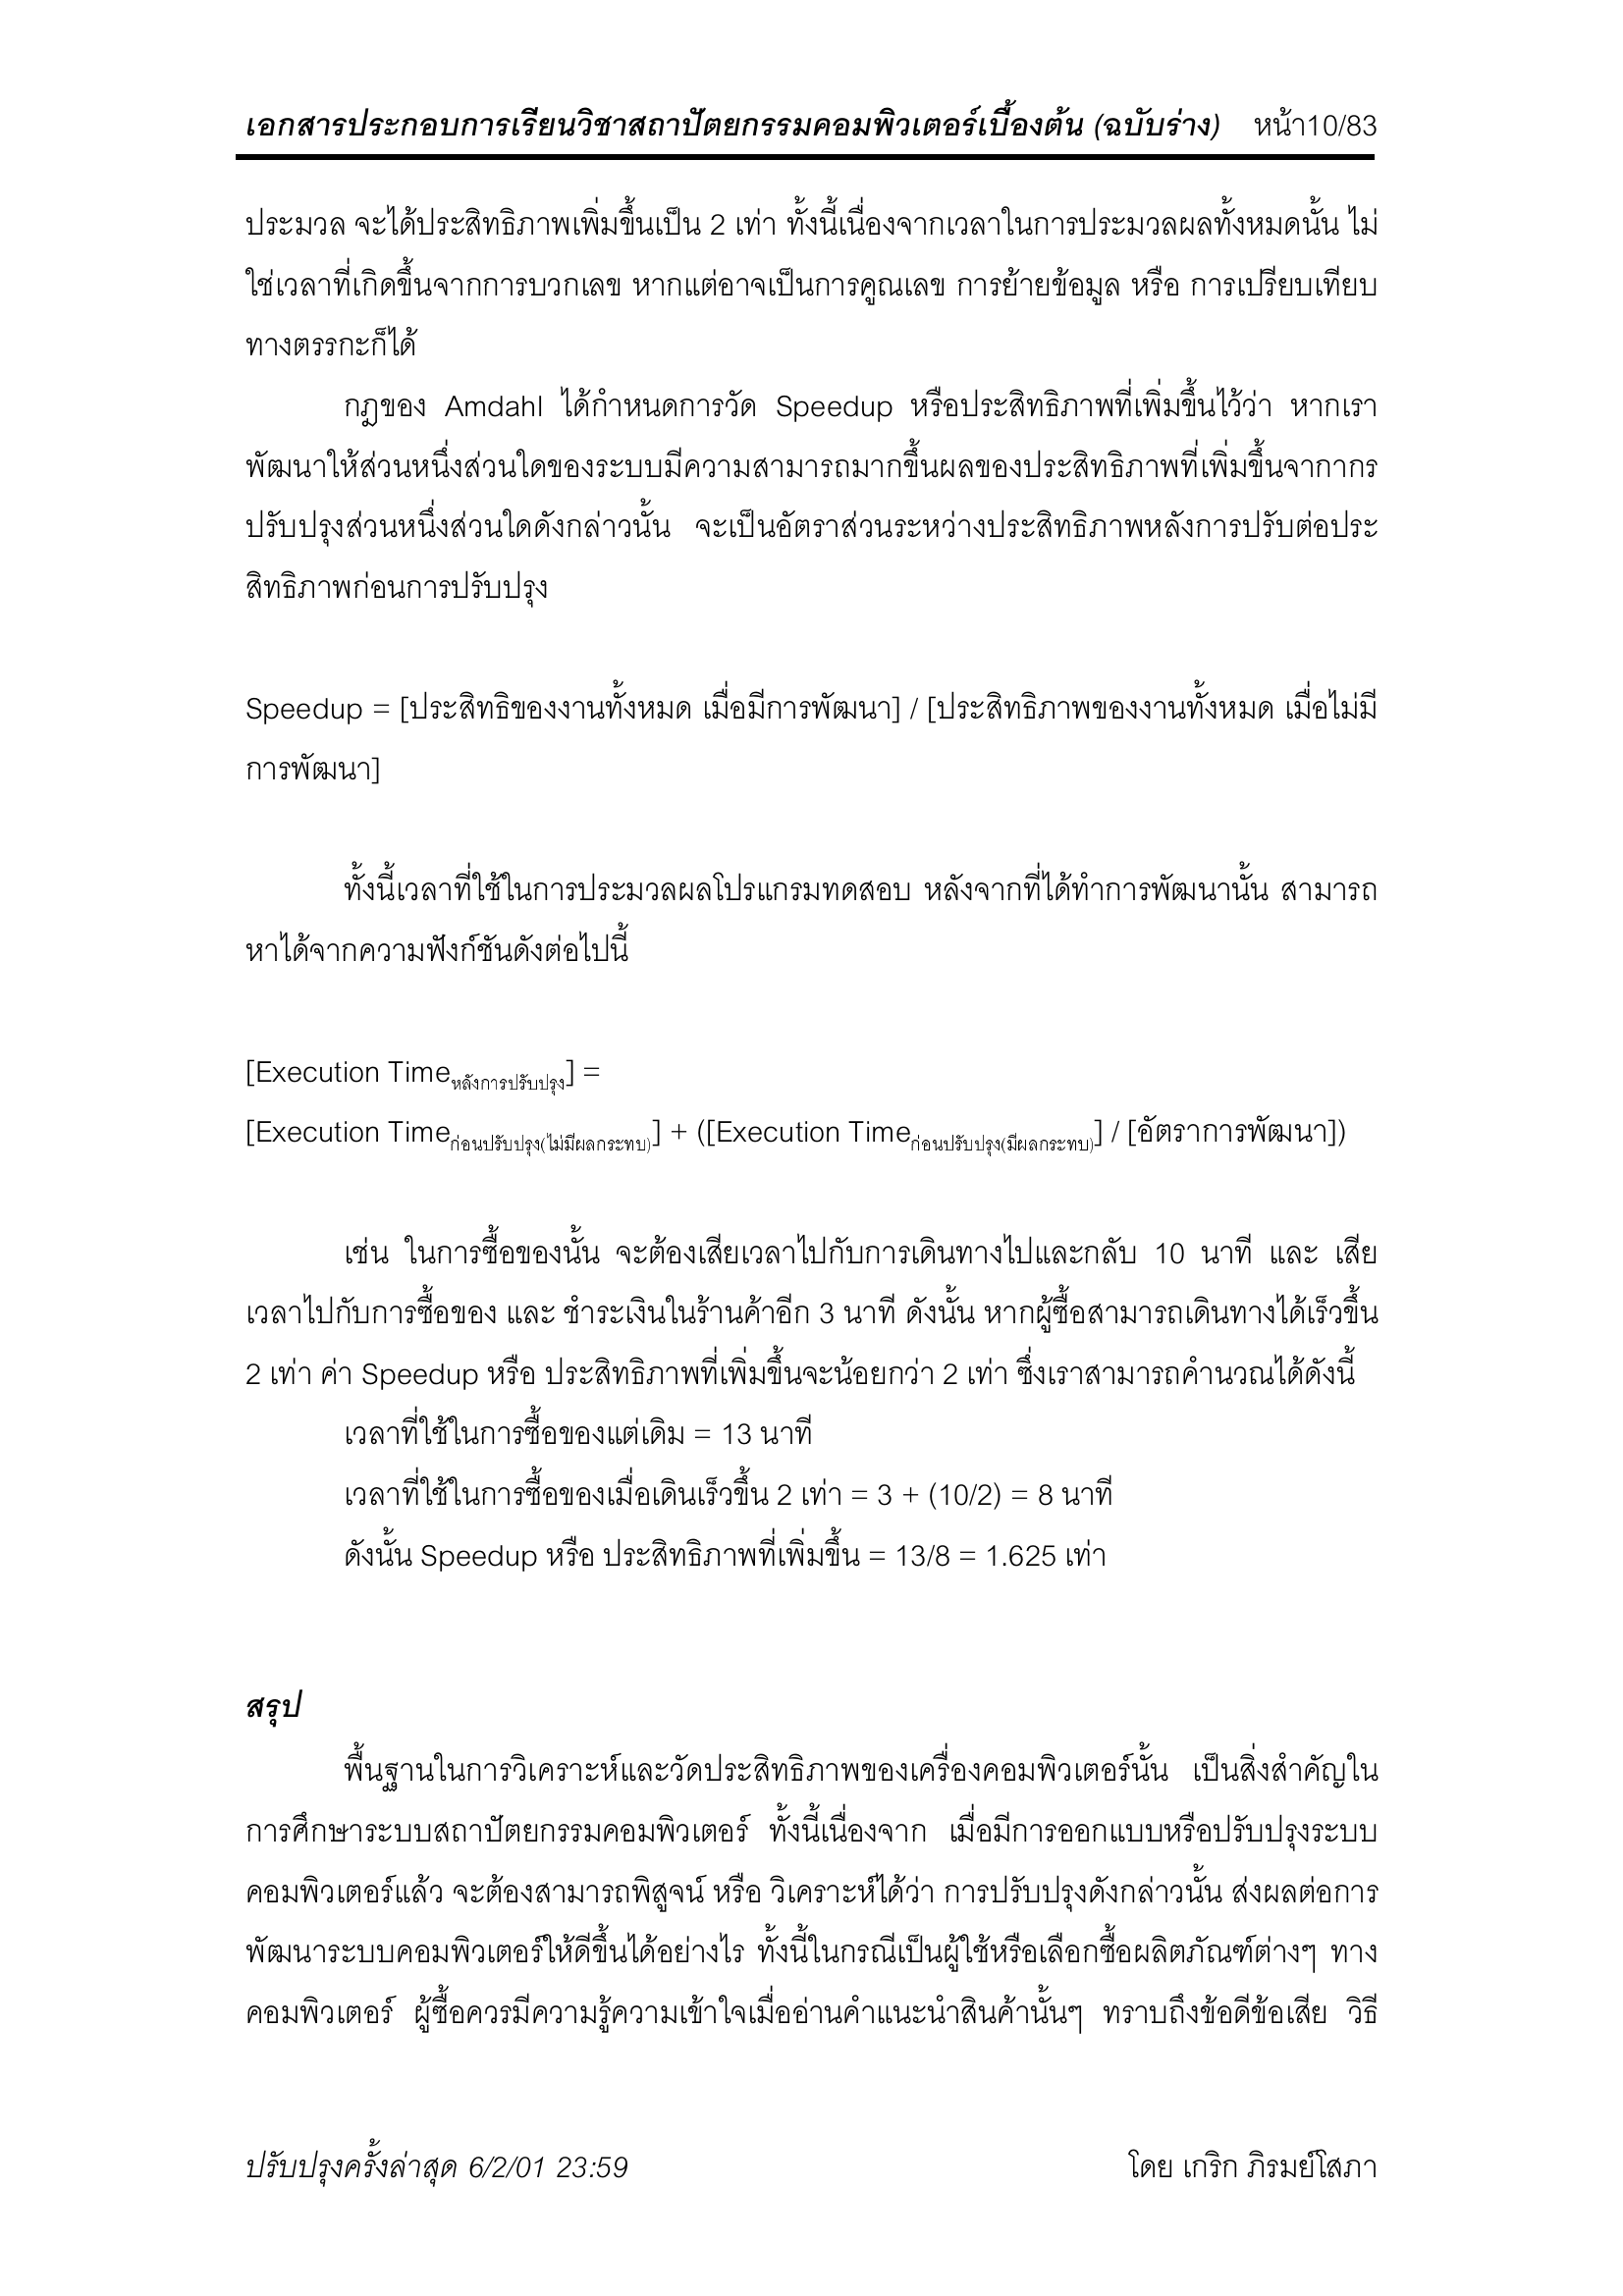 เอกสารประกอบการเรียนวิชาสถาปัตยกรรมคอมพิวเตอร์เบื้องต้น (ฉบับร่าง) หน้า10/83
ประมวล จะได้ประสิทธิภาพเพิ่มขึ้นเป็น 2 เท่า ทั้งนี้เนื่องจากเวลาในการประมวลผลทั้งหมดนั้น ไม่
ใช่เวลาที่เกิดขึ้นจากการบวกเลข หากแต่อาจเป็นการคูณเลข การย้ายข้อมูล หรือ การเปรียบเทียบ
ทางตรรกะก็ได้
กฎของ Amdahl ได้กำหนดการวัด Speedup หรือประสิทธิภาพที่เพิ่มขึ้นไว้ว่า หากเรา
พัฒนาให้ส่วนหนึ่งส่วนใดของระบบมีความสามารถมากขึ้นผลของประสิทธิภาพที่เพิ่มขึ้นจากากร
ปรับปรุงส่วนหนึ่งส่วนใดดังกล่าวนั้น จะเป็นอัตราส่วนระหว่างประสิทธิภาพหลังการปรับต่อประ
สิทธิภาพก่อนการปรับปรุง
Speedup = [ประสิทธิของงานทั้งหมด เมื่อมีการพัฒนา] / [ประสิทธิภาพของงานทั้งหมด เมื่อไม่มี
การพัฒนา]
ทั้งนี้เวลาที่ใช้ในการประมวลผลโปรแกรมทดสอบ หลังจากที่ได้ทำการพัฒนานั้น สามารถ
หาได้จากความฟังก์ชันดังต่อไปนี้
[Execution Timeหลังการปรับปรุง] =
[Execution Timeก่อนปรับปรุง(ไม่มีผลกระทบ)] + ([Execution Timeก่อนปรับปรุง(มีผลกระทบ)] / [อัตราการพัฒนา])
เช่น ในการซื้อของนั้น จะต้องเสียเวลาไปกับการเดินทางไปและกลับ 10 นาที และ เสีย
เวลาไปกับการซื้อของ และ ชำระเงินในร้านค้าอีก 3 นาที ดังนั้น หากผู้ซื้อสามารถเดินทางได้เร็วขึ้น
2 เท่า ค่า Speedup หรือ ประสิทธิภาพที่เพิ่มขึ้นจะน้อยกว่า 2 เท่า ซึ่งเราสามารถคำนวณได้ดังนี้
เวลาที่ใช้ในการซื้อของแต่เดิม = 13 นาที
เวลาที่ใช้ในการซื้อของเมื่อเดินเร็วขึ้น 2 เท่า = 3 + (10/2) = 8 นาที
ดังนั้น Speedup หรือ ประสิทธิภาพที่เพิ่มขึ้น = 13/8 = 1.625 เท่า
สรุป
พื้นฐานในการวิเคราะห์และวัดประสิทธิภาพของเครื่องคอมพิวเตอร์นั้น เป็นสิ่งสำคัญใน
การศึกษาระบบสถาปัตยกรรมคอมพิวเตอร์ ทั้งนี้เนื่องจาก เมื่อมีการออกแบบหรือปรับปรุงระบบ
คอมพิวเตอร์แล้ว จะต้องสามารถพิสูจน์ หรือ วิเคราะห์ได้ว่า การปรับปรุงดังกล่าวนั้น ส่งผลต่อการ
พัฒนาระบบคอมพิวเตอร์ให้ดีขึ้นได้อย่างไร ทั้งนี้ในกรณีเป็นผู้ใช้หรือเลือกซื้อผลิตภัณฑ์ต่างๆ ทาง
คอมพิวเตอร์ ผู้ซื้อควรมีความรู้ความเข้าใจเมื่ออ่านคำแนะนำสินค้านั้นๆ ทราบถึงข้อดีข้อเสีย วิธี
ปรับปรุงครั้งล่าสุด 6/2/01 23:59 โดย เกริก ภิรมย์โสภา